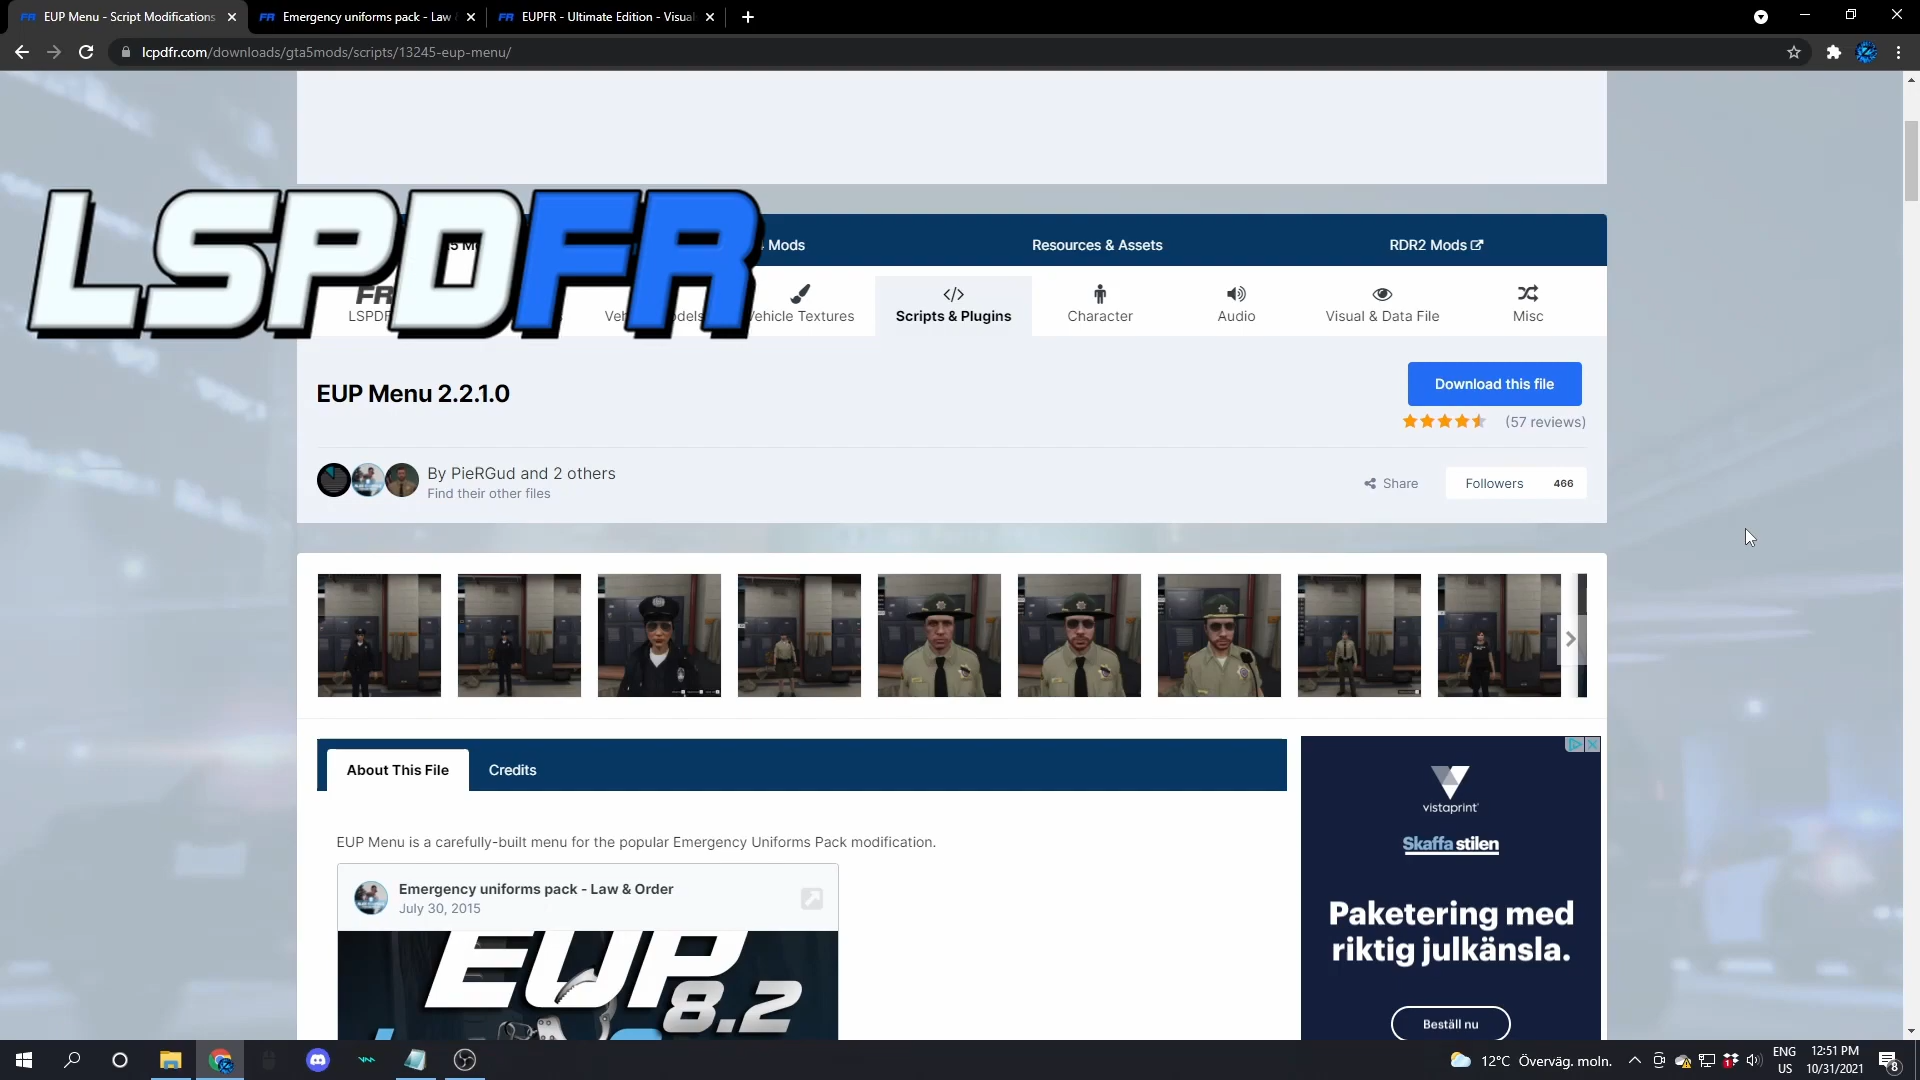 EUP Menu - Script Modifications
Emergency uniforms pack - Law
EUPFR - Ultimate Edition - Visual
lcpdfr.com/downloads/gta5mods/scripts/13245-eup-menu/
LSPDFR
Mods
Resources & Assets
RDR2 Mods
LSPDF
Vehicle Textures
Scripts & Plugins
Character
Audio
Visual & Data File
Misc
EUP Menu 2.2.1.0
Download this file
(57 reviews)
By PieRGud and 2 others
Find their other files
Share
Followers 466
About This File
Credits
EUP Menu is a carefully-built menu for the popular Emergency Uniforms Pack modification.
Emergency uniforms pack - Law & Order
July 30, 2015
EUP
8.2
vistaprint
Skaffa stilen
Paketering med
riktig julkänsla.
Beställ nu
12°C Överväg. moln.
ENG
US
12:51 PM
10/31/2021
8